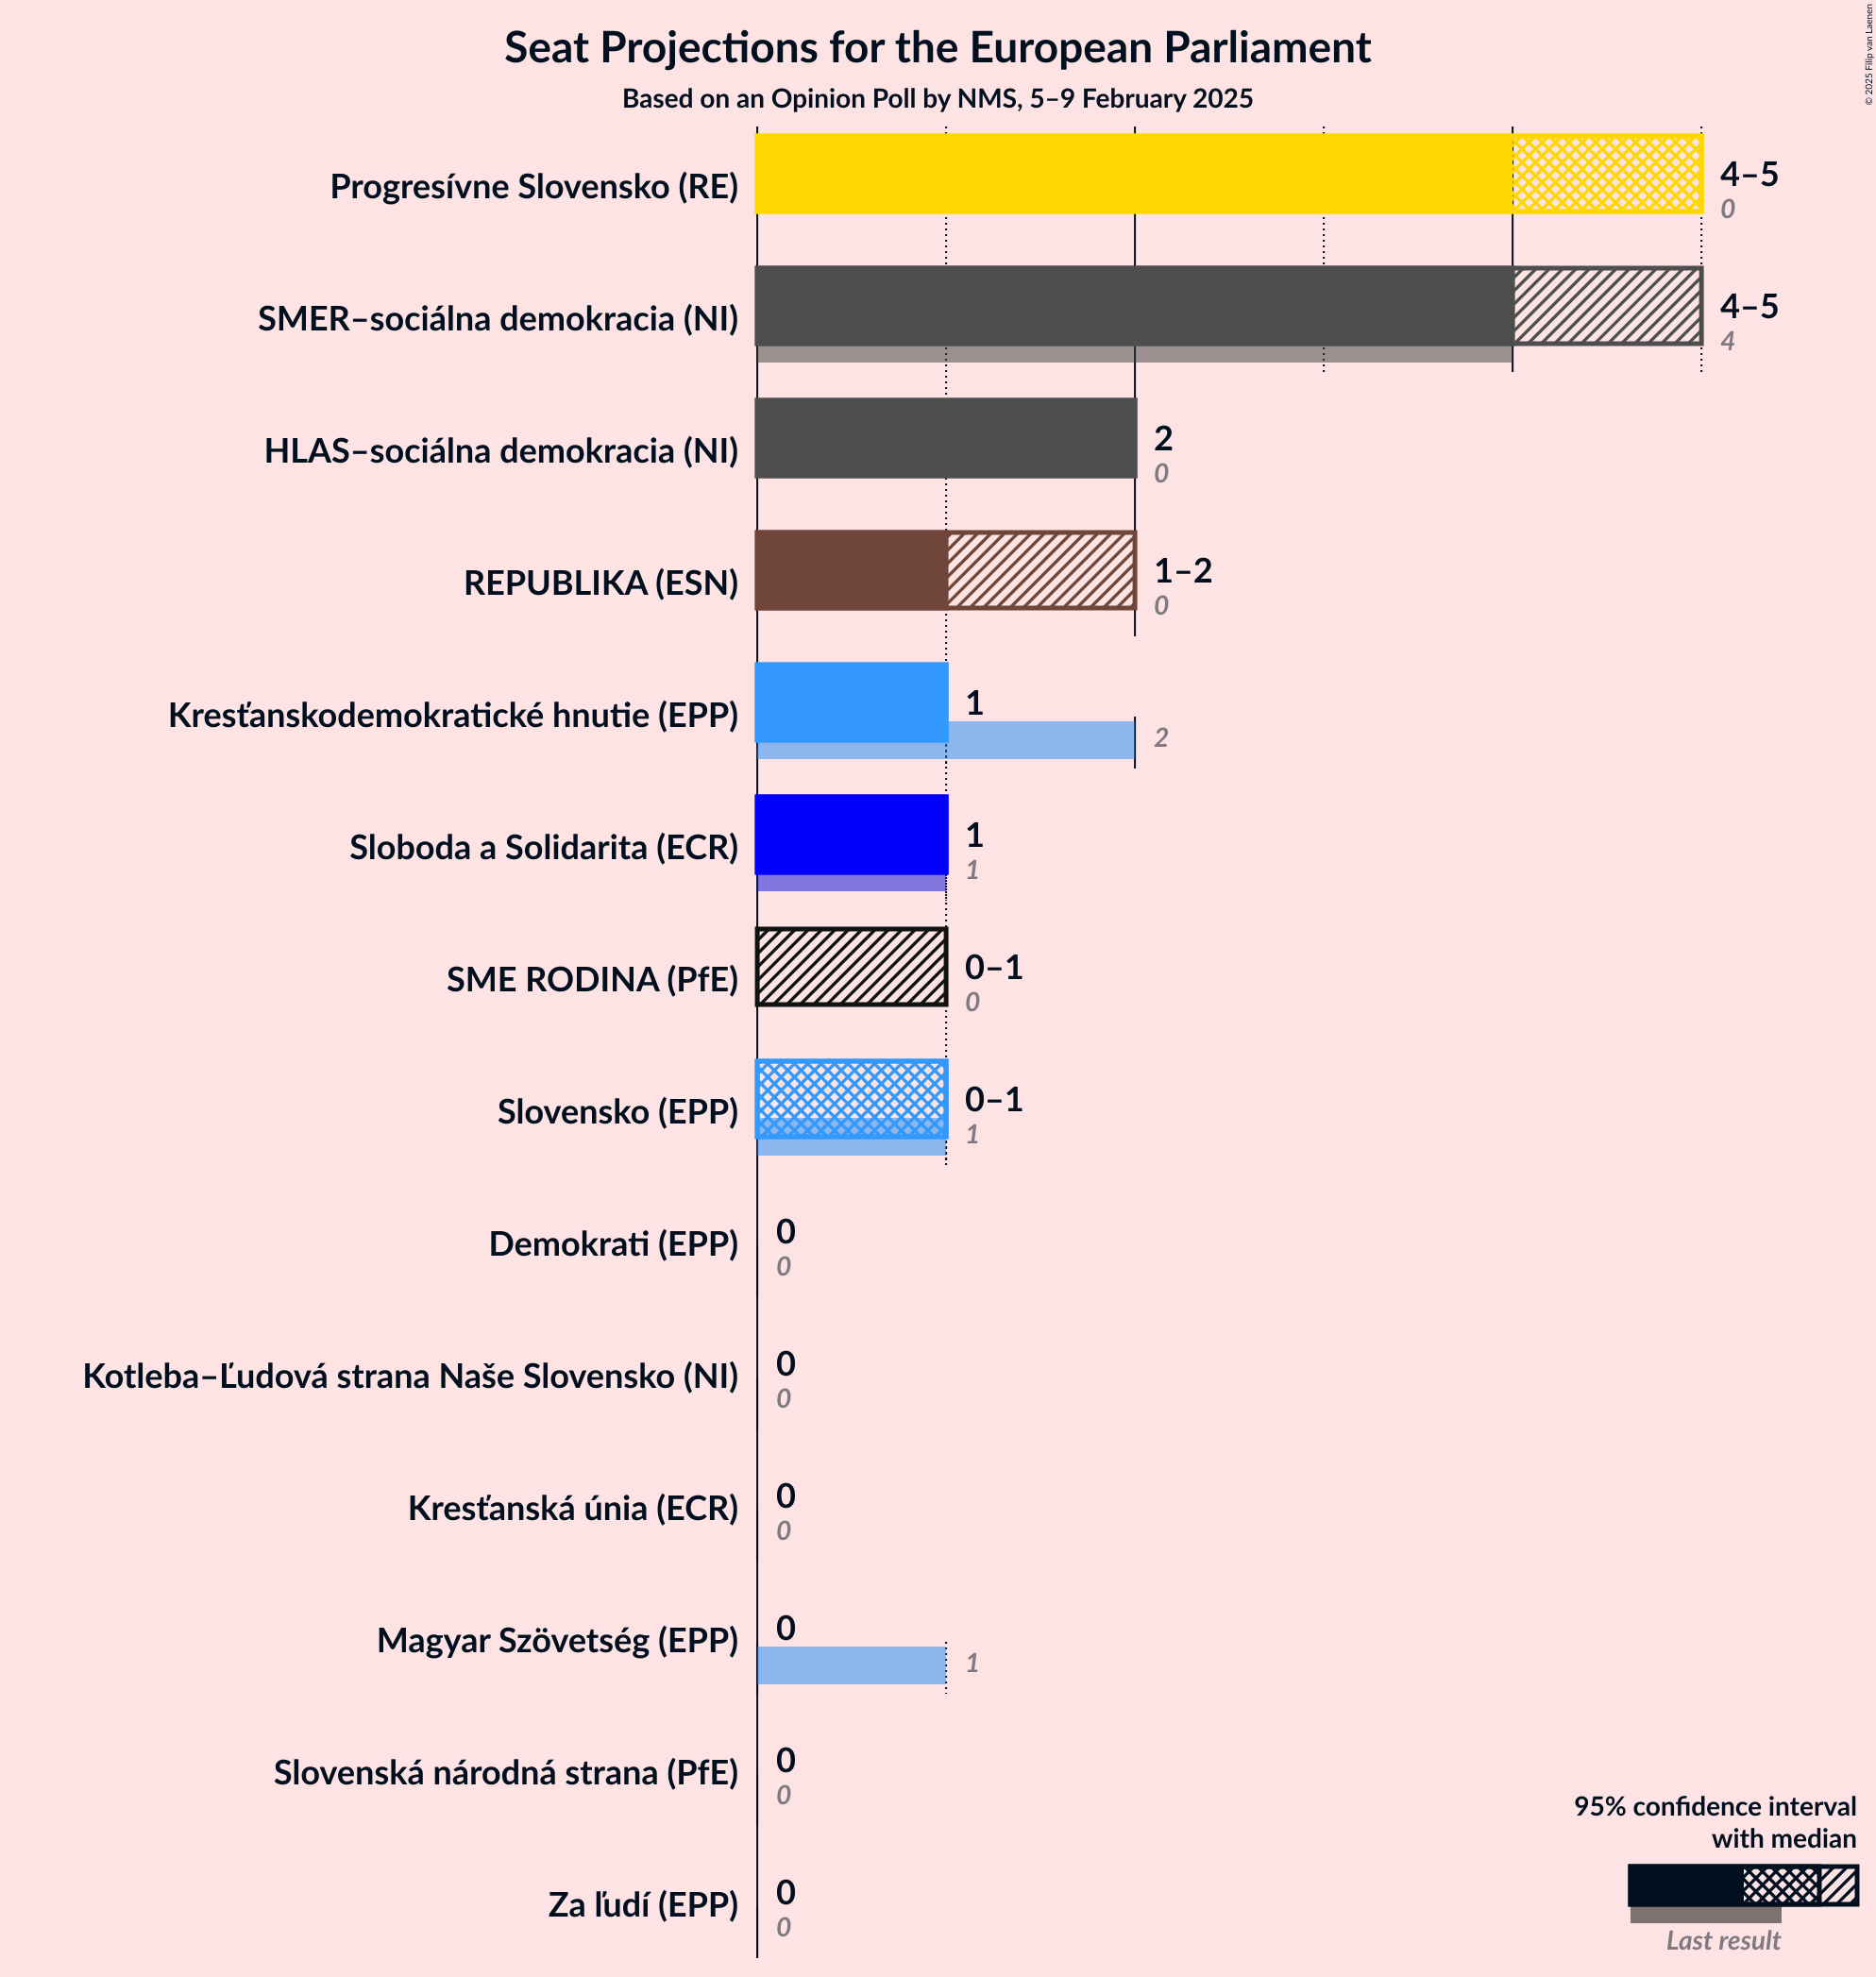 Seat Projections for the European Parliament
Based on an Opinion Poll by NMS, 5–9 February 2025
© 2025 Filip van Laenen
Progresívne Slovensko (RE)
4–5
0
SMER–sociálna demokracia (NI)
4–5
4
HLAS–sociálna demokracia (NI)
2
0
REPUBLIKA (ESN)
1–2
0
Kresťanskodemokratické hnutie (EPP)
1
2
Sloboda a Solidarita (ECR)
1
1
SME RODINA (PfE)
0–1
0
Slovensko (EPP)
0–1
1
Demokrati (EPP)
0
0
Kotleba–Ľudová strana Naše Slovensko (NI)
0
0
Kresťanská únia (ECR)
0
0
Magyar Szövetség (EPP)
0
1
Slovenská národná strana (PfE)
0
0
Za ľudí (EPP)
0
0
95% confidence interval
with median
Last result